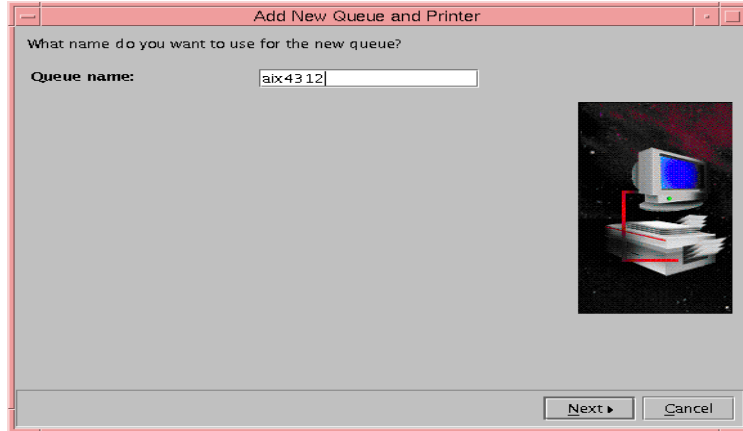 Add New Queue and Printer
What name do you want to use for the new queue?
Queue name: aix4312
Next Cancel